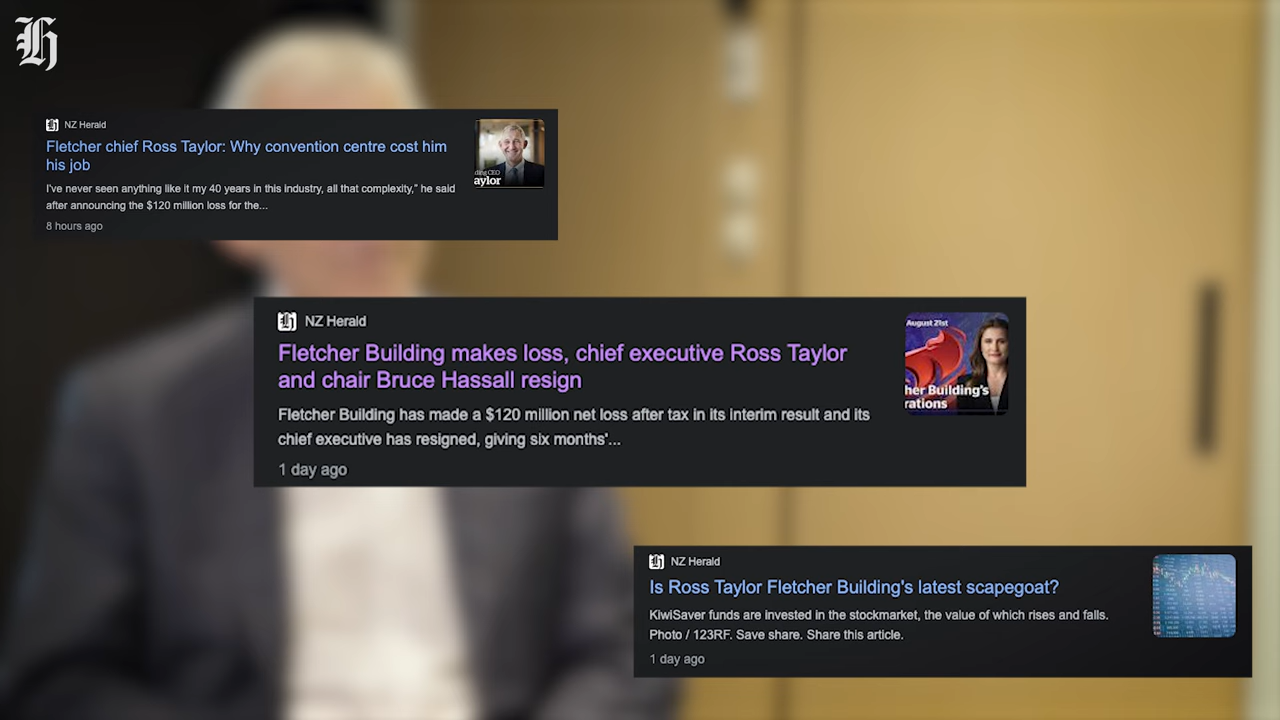 NZ Herald
Fletcher chief Ross Taylor: Why convention centre cost him
his job
I've never seen anything like it my 40 years in this industry, all that complexity,” he said
after announcing the $120 million loss for the...
8 hours ago
ding CEO
aylor
NZ Herald
Fletcher Building makes loss, chief executive Ross Taylor
and chair Bruce Hassall resign
Fletcher Building has made a $120 million net loss after tax in its interim result and its
chief executive has resigned, giving six months'...
1 day ago
August 21st
her Building's
rations
NZ Herald
Is Ross Taylor Fletcher Building's latest scapegoat?
KiwiSaver funds are invested in the stockmarket, the value of which rises and falls.
Photo / 123RF. Save share. Share this article.
1 day ago